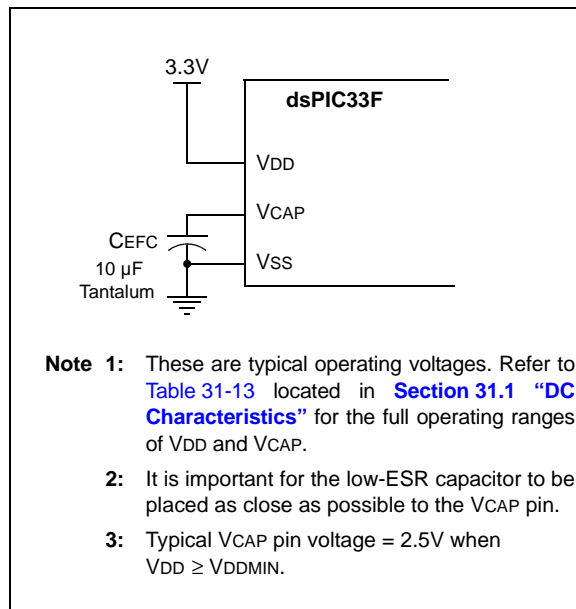 3.3V
dsPIC33F
VDD
VCAP
CEFC
VSS
10 µF
Tantalum
Note 1: These are typical operating voltages. Refer to
Table 31-13 located in Section 31.1 “DC
Characteristics” for the full operating ranges
of VDD and VCAP.
2: It is important for the low-ESR capacitor to be
placed as close as possible to the VCAP pin.
3: Typical VCAP pin voltage = 2.5V when
VDD ≥ VDDMIN.